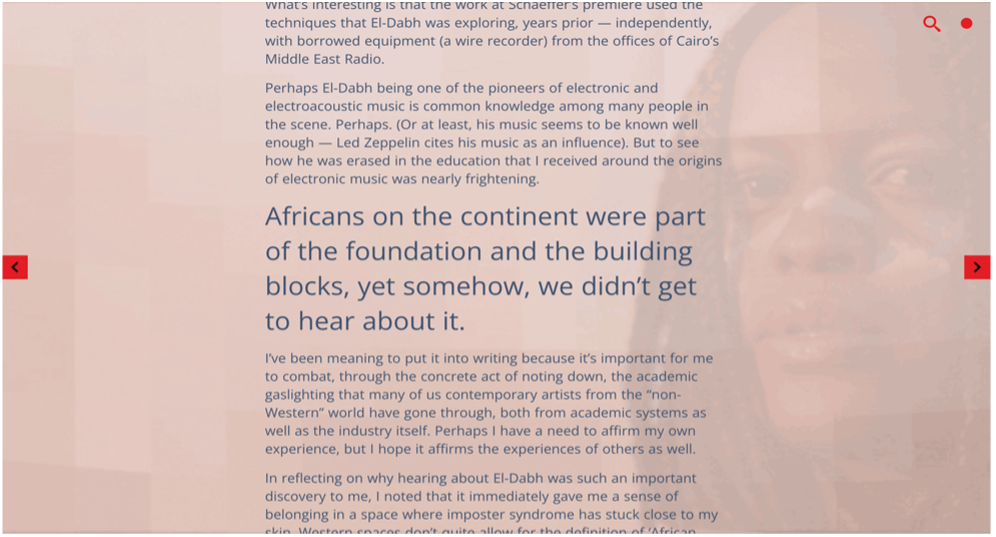 What's interesting is that the work at Schaeffer's premiere used the
techniques that El-Dabh was exploring, years prior — independently,
with borrowed equipment (a wire recorder) from the offices of Cairo's
Middle East Radio.
Perhaps El-Dabh being one of the pioneers of electronic and
electroacoustic music is common knowledge among many people in
the scene. Perhaps. (Or at least, his music seems to be known well
enough — Led Zeppelin cites his music as an influence). But to see
how he was erased in the education that I received around the origins
of electronic music was nearly frightening.
Africans on the continent were part
of the foundation and the building
blocks, yet somehow, we didn't get
to hear about it.
I've been meaning to put it into writing because it's important for me
to combat, through the concrete act of noting down, the academic
gaslighting that many of us contemporary artists from the "non-
Western" world have gone through, both from academic systems as
well as the industry itself. Perhaps I have a need to affirm my own
experience, but I hope it affirms the experiences of others as well.
In reflecting on why hearing about El-Dabh was such an important
discovery to me, I noted that it immediately gave me a sense of
belonging in a space where imposter syndrome has stuck close to my
skin. Western spaces don't quite allow for the definition of 'African